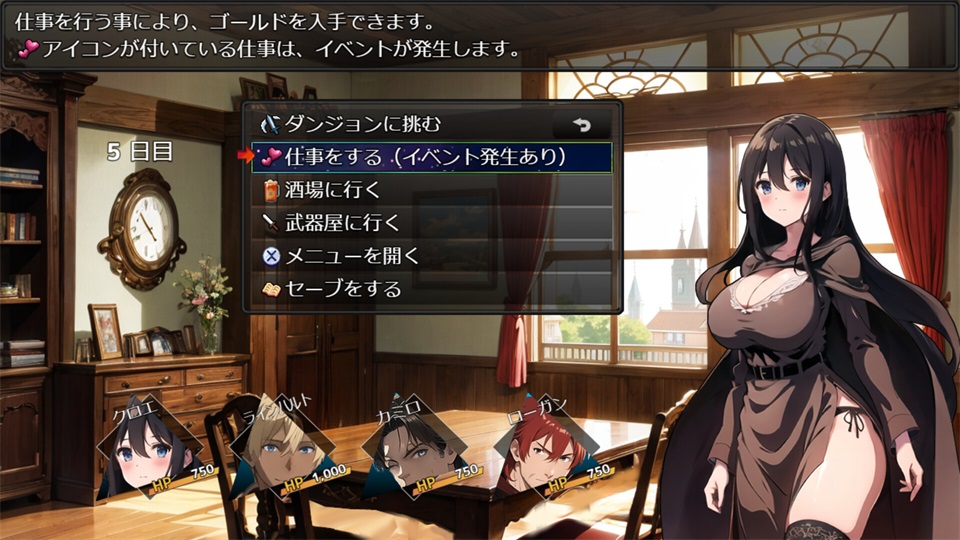 仕事を行う事により、ゴールドを入手できます。
アイコンが付いている仕事は、イベントが発生します。
5 日目
ダンジョンに挑む
仕事をする (イベント発生あり)
酒場に行く
武器屋に行く
メニューを開く
セーブをする
クロエ
HP 750
ラインハルト
HP 1,000
カミロ
HP 750
ローガン
HP 750